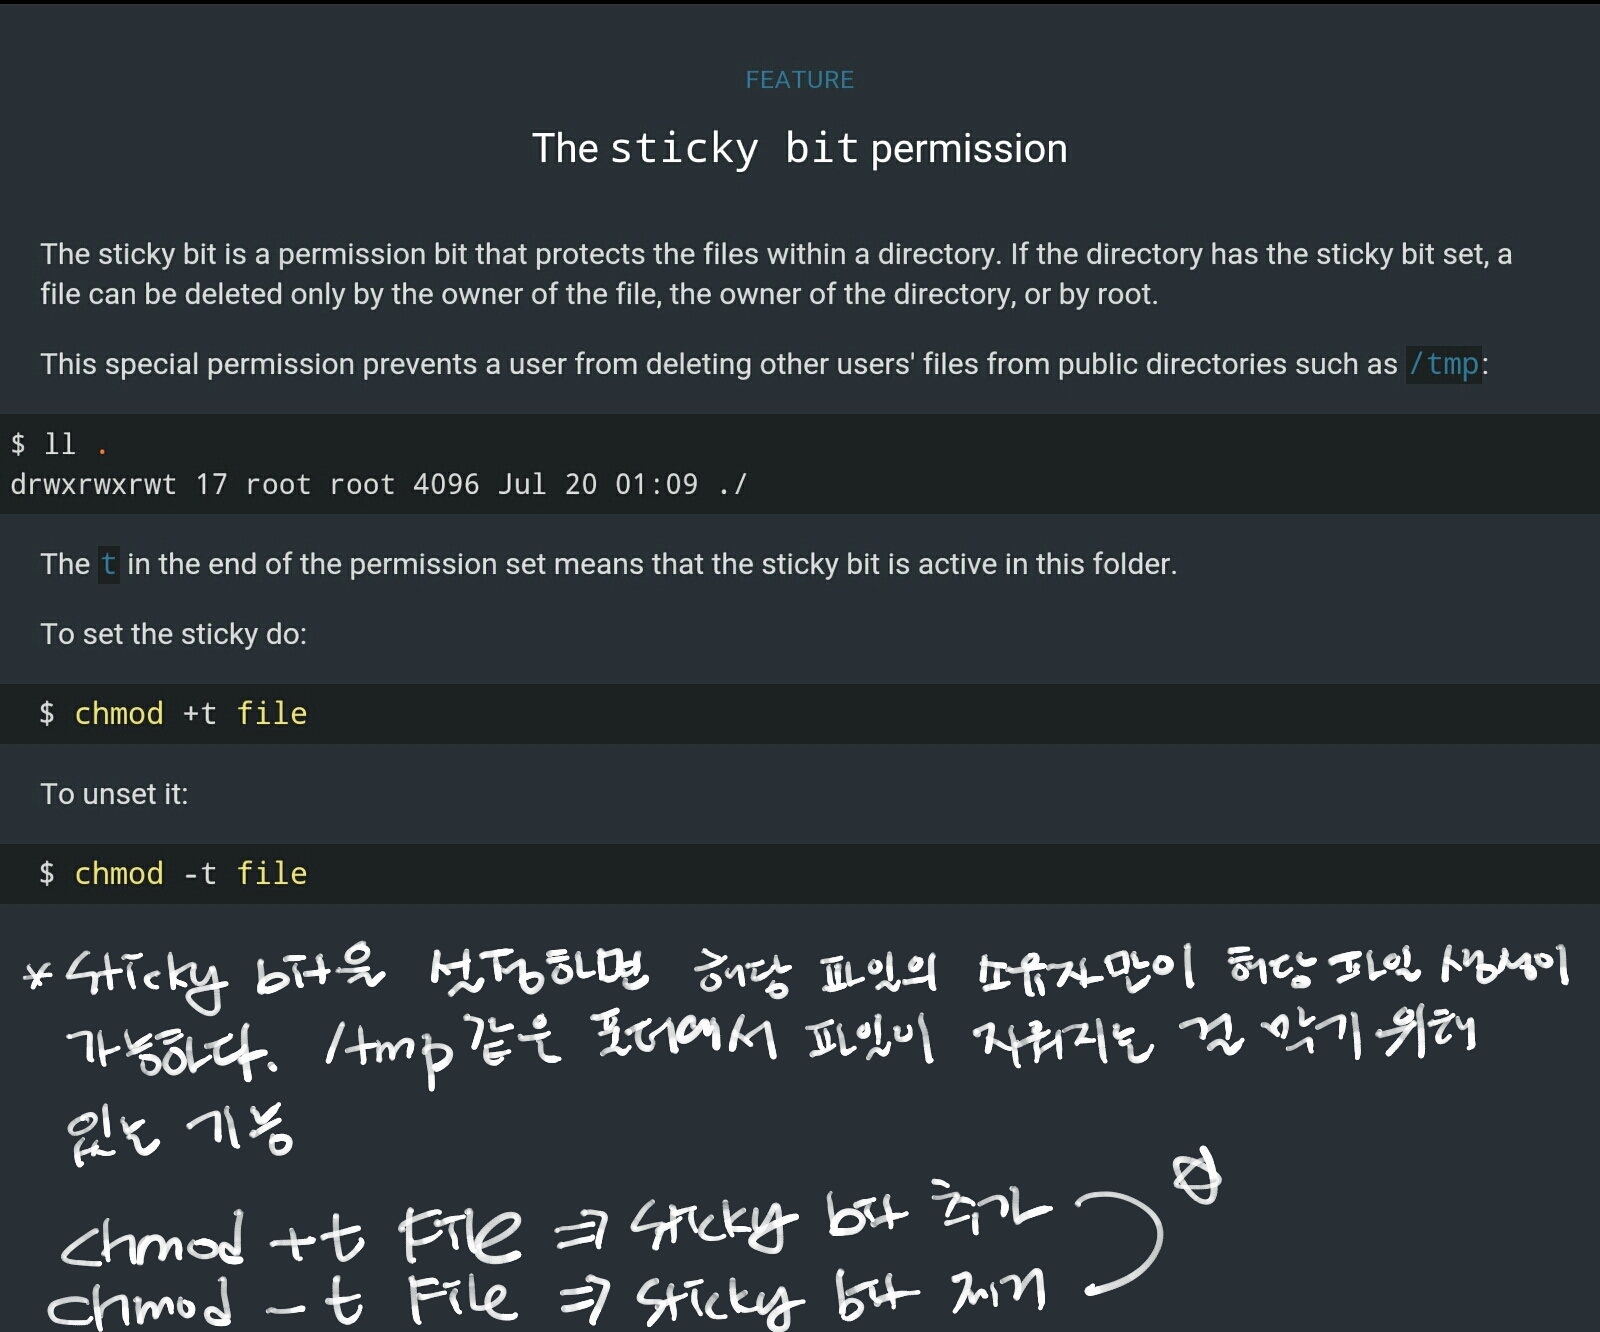 FEATURE
The sticky bit permission
The sticky bit is a permission bit that protects the files within a directory. If the directory has the sticky bit set, a
file can be deleted only by the owner of the file, the owner of the directory, or by root.
This special permission prevents a user from deleting other users' files from public directories such as /tmp:
$ ll .
drwxrwxrwt 17 root root 4096 Jul 20 01:09 ./
The t in the end of the permission set means that the sticky bit is active in this folder.
To set the sticky do:
$ chmod +t file
To unset it:
$ chmod -t file
* sticky bit을 설정하면 해당 파일의 소유자만이 해당 파일 생성이
가능하다. /tmp 같은 폴더에서 파일이 지워지는 걸 막기 위해
있는 기능
chmod +t File ⇒ sticky bit 추가
chmod -t File ⇒ sticky bit 제거